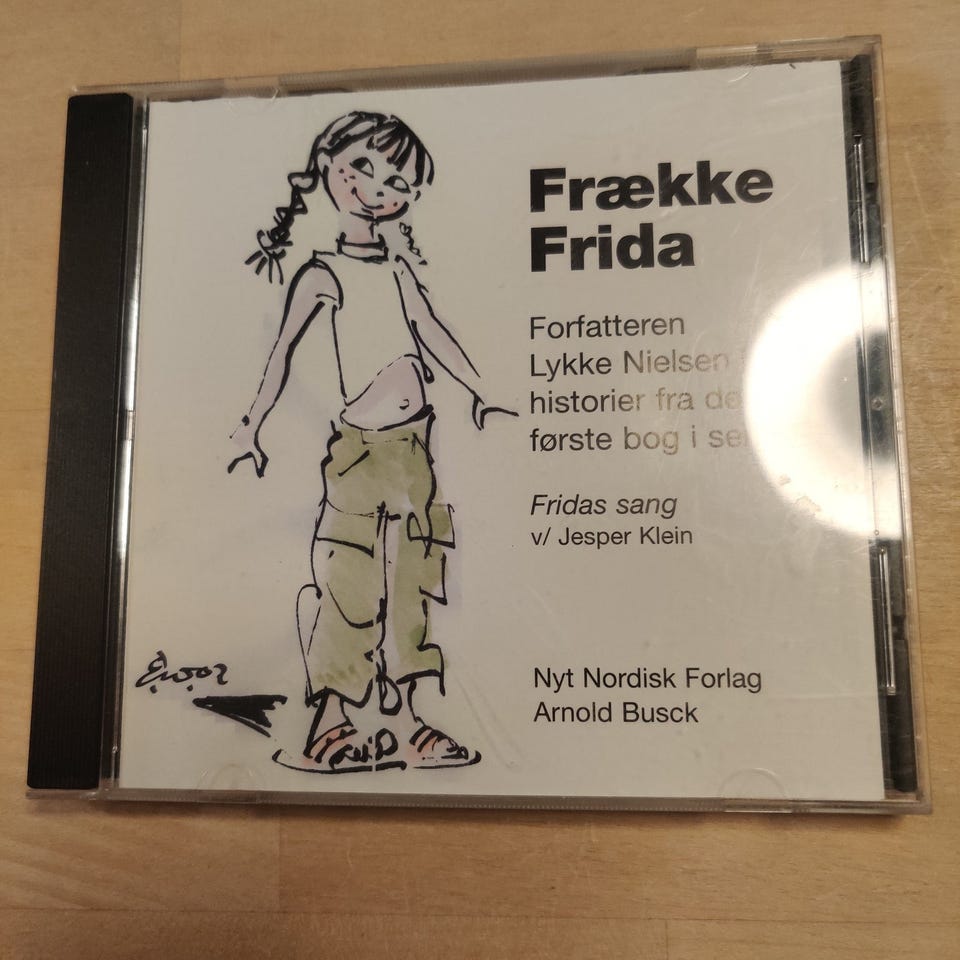 Frække
Frida
Forfatteren
Lykke Nielsen
historier fra
første bog i
Fridas sang
v/ Jesper Klein
Nyt Nordisk Forlag
Arnold Busck